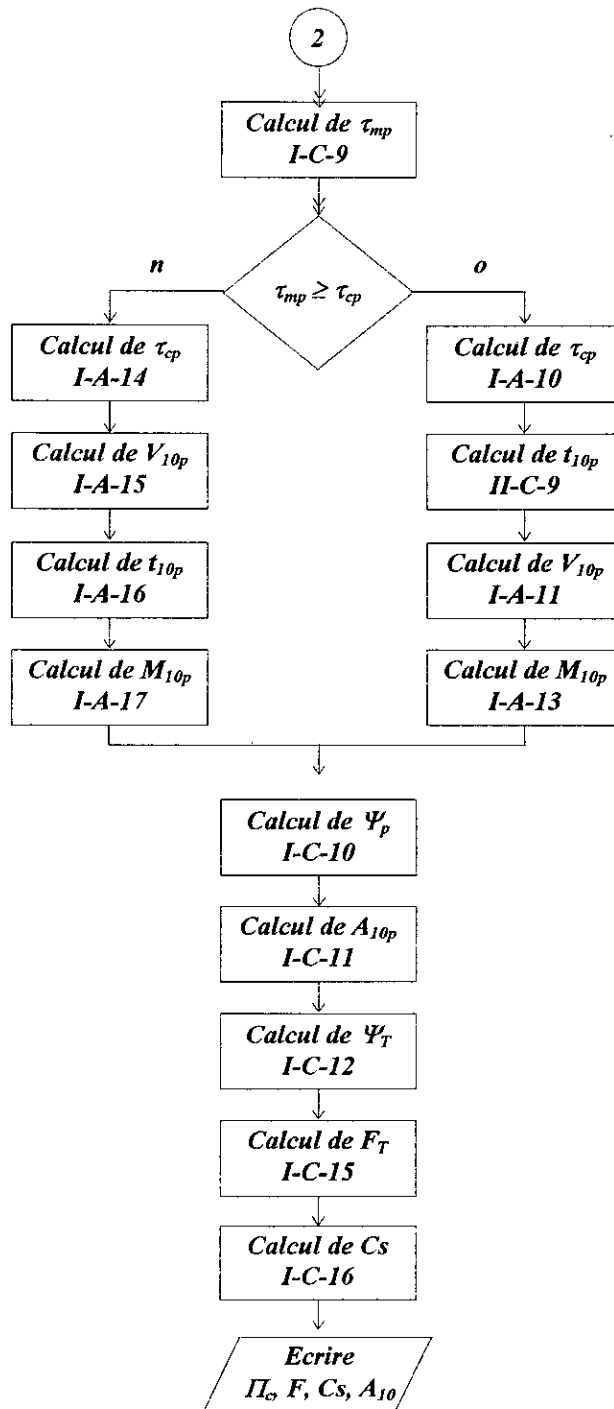 2
Calcul de τmp
I-C-9
n
o
τmp ≥ τcp
Calcul de τcp
I-A-14
Calcul de τcp
I-A-10
Calcul de V10p
I-A-15
Calcul de t10p
II-C-9
Calcul de t10p
I-A-16
Calcul de V10p
I-A-11
Calcul de M10p
I-A-17
Calcul de M10p
I-A-13
Calcul de Ψp
I-C-10
Calcul de A10p
I-C-11
Calcul de ΨT
I-C-12
Calcul de FT
I-C-15
Calcul de Cs
I-C-16
Ecrire
Πc, F, Cs, A10